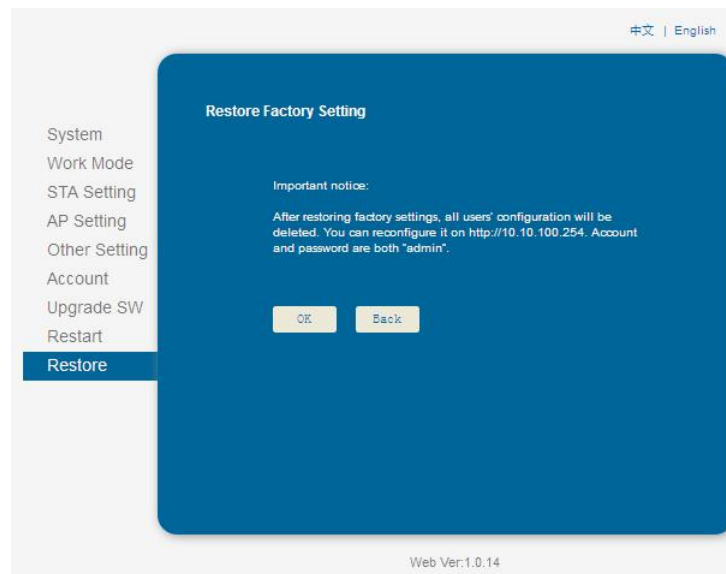 中文 | English
Restore Factory Setting
System
Work Mode
STA Setting
AP Setting
Other Setting
Account
Upgrade SW
Restart
Restore
Important notice:
After restoring factory settings, all users' configuration will be
deleted. You can reconfigure it on http://10.10.100.254. Account
and password are both "admin".
OK Back
Web Ver:1.0.14